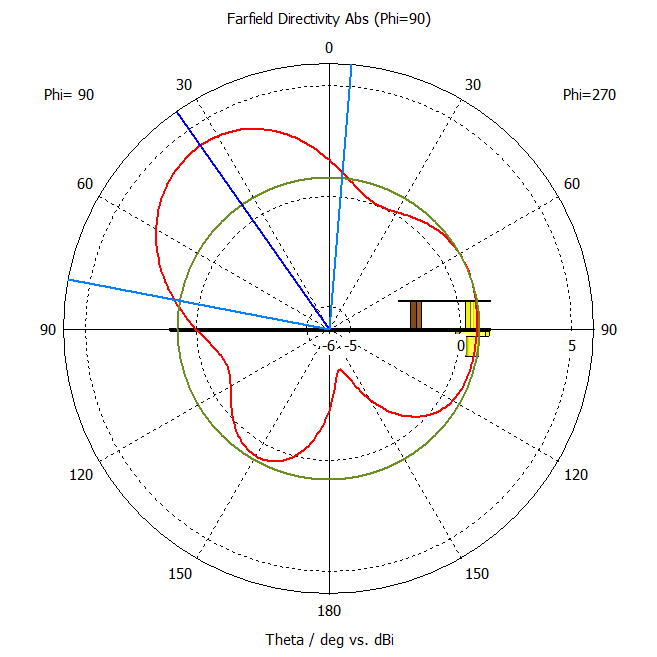 Farfield Directivity Abs (Phi=90)
0
30 30
Phi= 90 Phi=270
60 60
90 -6 -5 0 5 90
120 120
150 150
180
Theta / deg vs. dBi